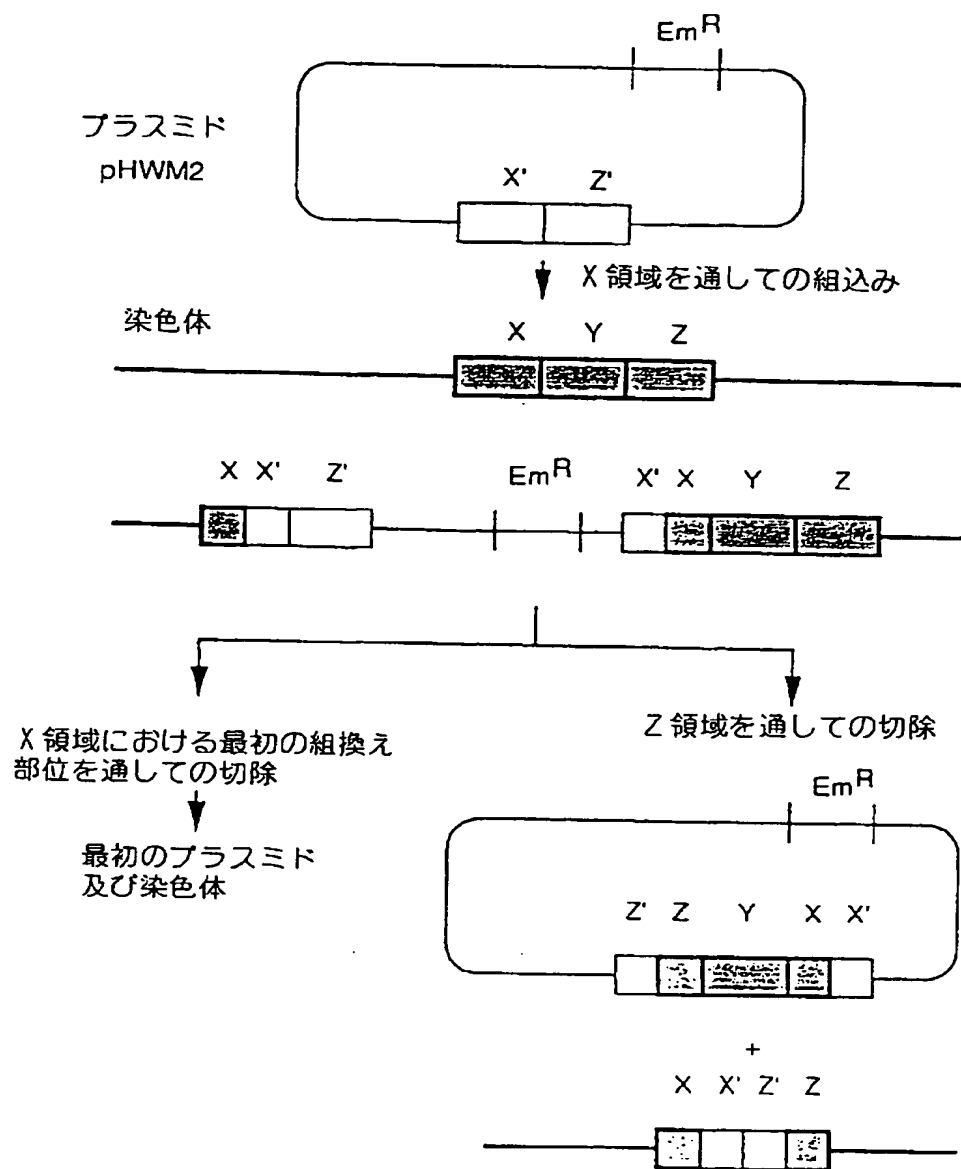 Em^R
プラスミド
pHWM2
X' Z'
X 領域を通しての組込み
染色体
X Y Z
X X' Z' Em^R X' X Y Z
X 領域における最初の組換え
部位を通しての切除
最初のプラスミド
及び染色体
Z 領域を通しての切除
Em^R
Z' Z Y X X'
+
X X' Z' Z